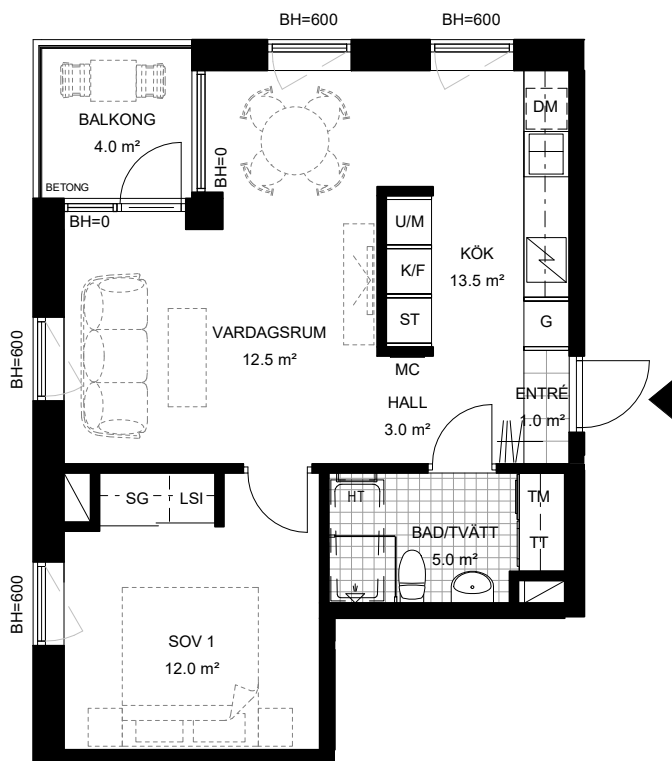 BH=600
BH=600
DM
BALKONG
4.0 m²
BETONG
BH=0
BH=0
U/M
K/F
ST
KÖK
13.5 m²
G
VARDAGSRUM
12.5 m²
BH=600
MC
HALL
3.0 m²
ENTRÉ
1.0 m²
SG
LSI
HT
TM
TT
BAD/TVÄTT
5.0 m²
BH=600
SOV 1
12.0 m²